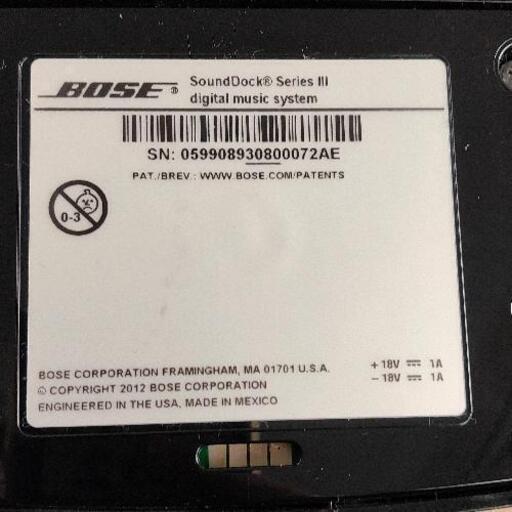 BOSE ®
SoundDock® Series III
digital music system
SN: 059908930800072AE
PAT./BREV.: WWW.BOSE.COM/PATENTS
0-3
BOSE CORPORATION FRAMINGHAM, MA 01701 U.S.A.
© COPYRIGHT 2012 BOSE CORPORATION
ENGINEERED IN THE USA, MADE IN MEXICO
+18V ⎓ 1A
−18V ⎓ 1A